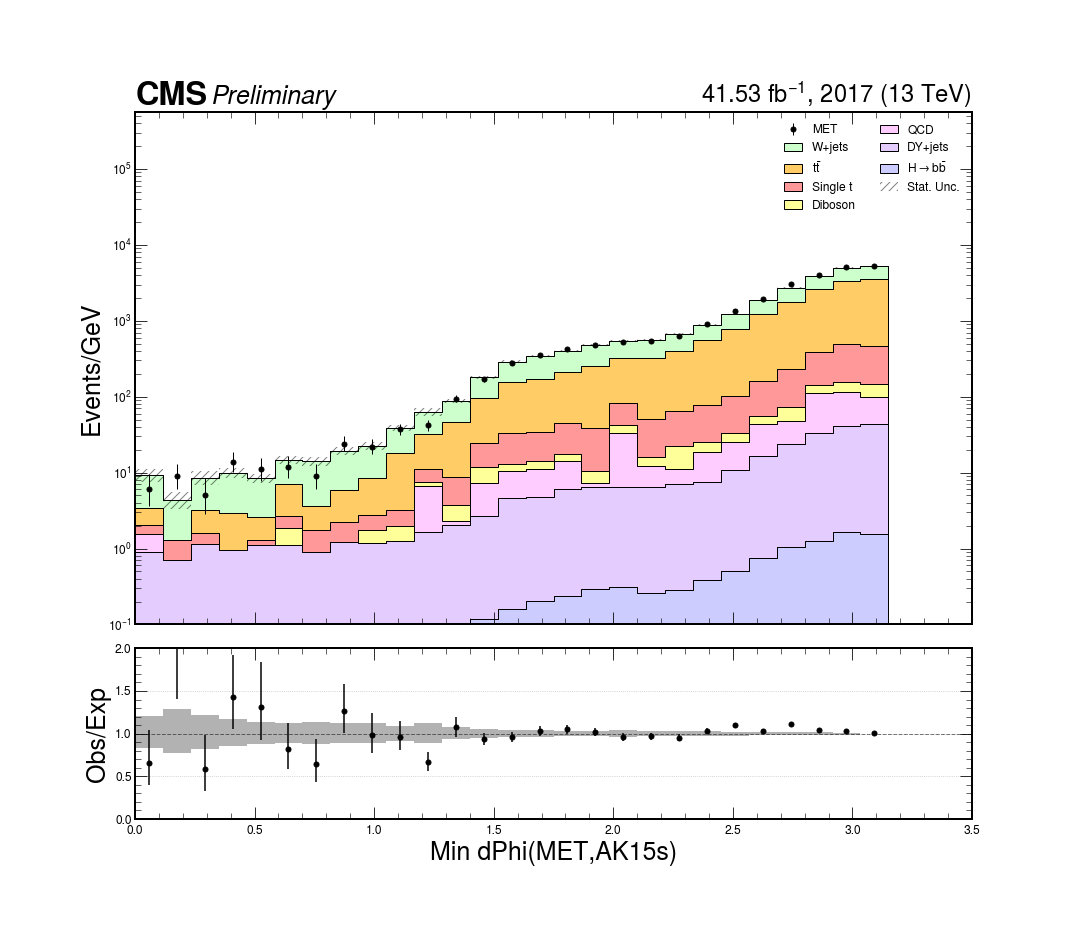 CMS Preliminary 41.53 fb⁻¹, 2017 (13 TeV)
MET QCD
W+jets DY+jets
tt̄ H→bb̄
Single t Stat. Unc.
Diboson
10⁵
10⁴
10³
10²
10¹
10⁰
10⁻¹
Events/GeV
2.0
1.5
1.0
0.5
0.0
Obs/Exp
0.0 0.5 1.0 1.5 2.0 2.5 3.0 3.5
Min dPhi(MET,AK15s)